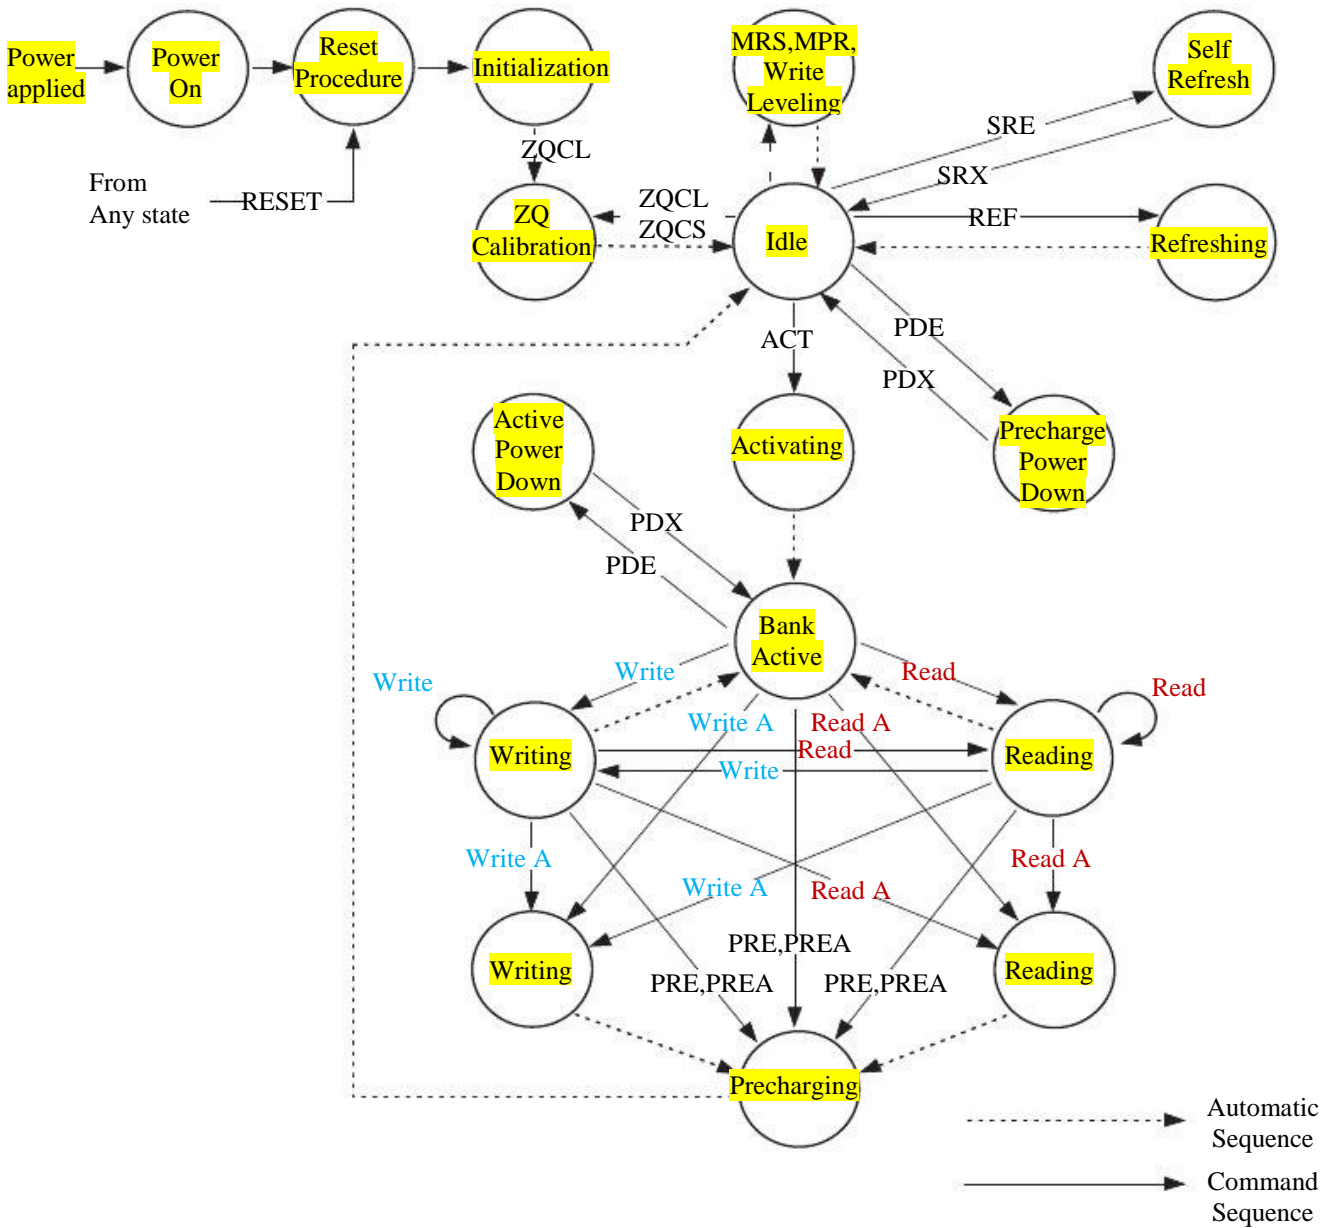 Power
applied
Power
On
Reset
Procedure
Initialization
MRS,MPR,
Write
Leveling
Self
Refresh
From
Any state
RESET
ZQCL
ZQ
Calibration
ZQCL
ZQCS
Idle
SRE
SRX
REF
Refreshing
ACT
PDE
PDX
Active
Power
Down
Activating
Precharge
Power
Down
PDX
PDE
Bank
Active
Write
Write
Read
Read
Write A
Read A
Writing
Read
Write
Reading
Write A
Write A
Read A
Read A
Writing
PRE,PREA
PRE,PREA
PRE,PREA
Reading
Precharging
Automatic
Sequence
Command
Sequence